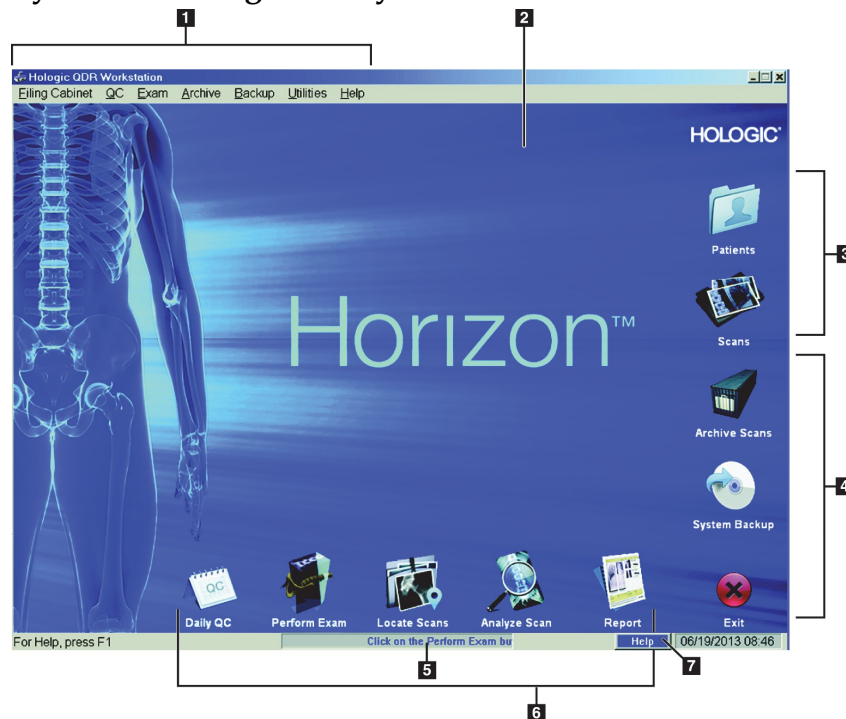 1
2
Hologic QDR Workstation
Filing Cabinet QC Exam Archive Backup Utilities Help
HOLOGIC®
Patients
3
Horizon™
Scans
Archive Scans
4
System Backup
QC
Daily QC Perform Exam Locate Scans Analyze Scan Report Exit
For Help, press F1 Click on the Perform Exam bu Help 06/19/2013 08:46
5 7
6